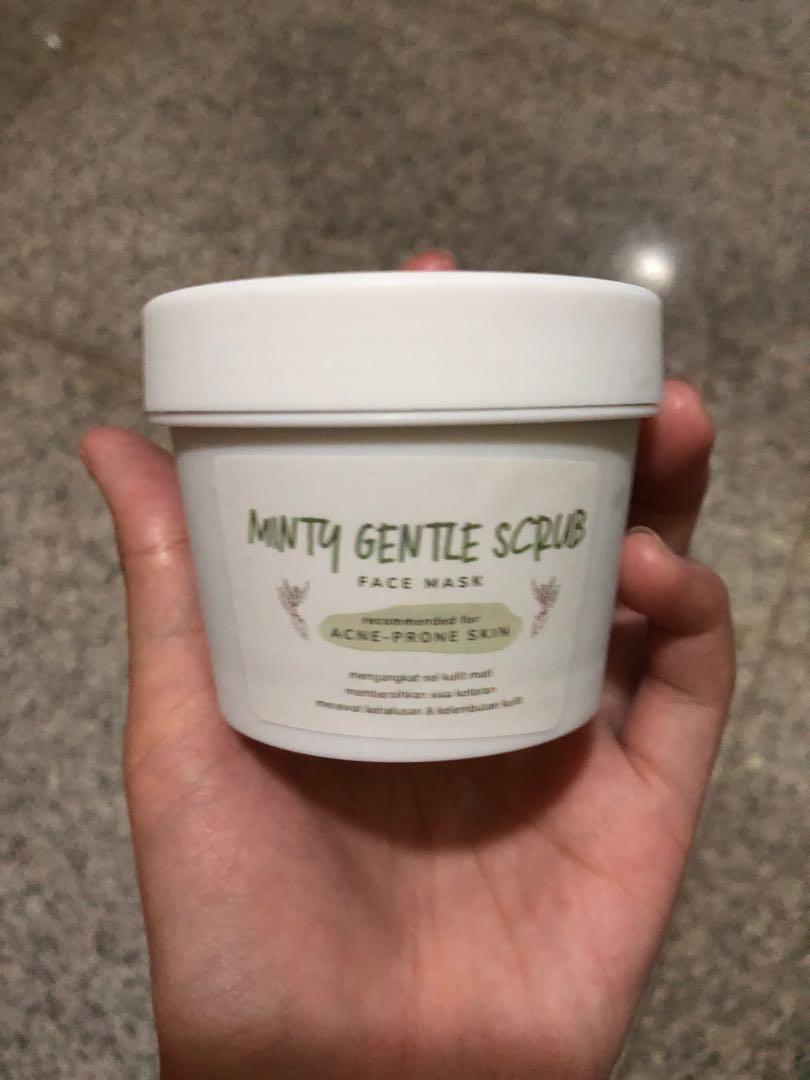 MINTY GENTLE SCRUB
FACE MASK
recommended for
ACNE-PRONE SKIN
mengangkat sel kulit mati
membersihkan sisa kotoran
merawat kehalusan & kelembutan kulit